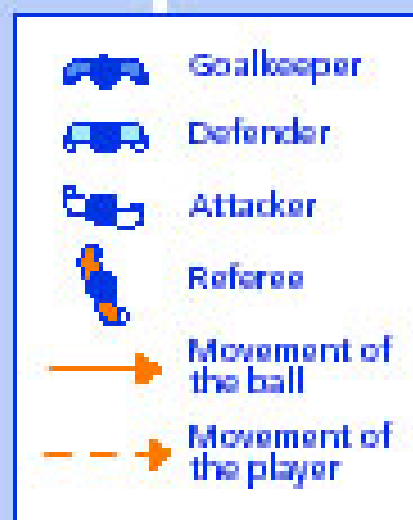 Goalkeeper
Defender
Attacker
Referee
Movement of
the ball
Movement of
the player